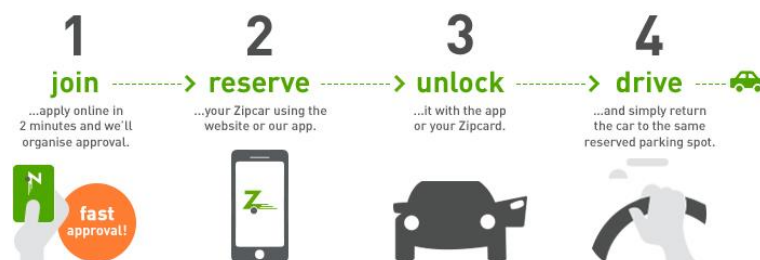 1
join
...apply online in
2 minutes and we'll
organise approval.
fast
approval!
2
reserve
...your Zipcar using the
website or our app.
Z
3
unlock
...it with the app
or your Zipcard.
4
drive
...and simply return
the car to the same
reserved parking spot.